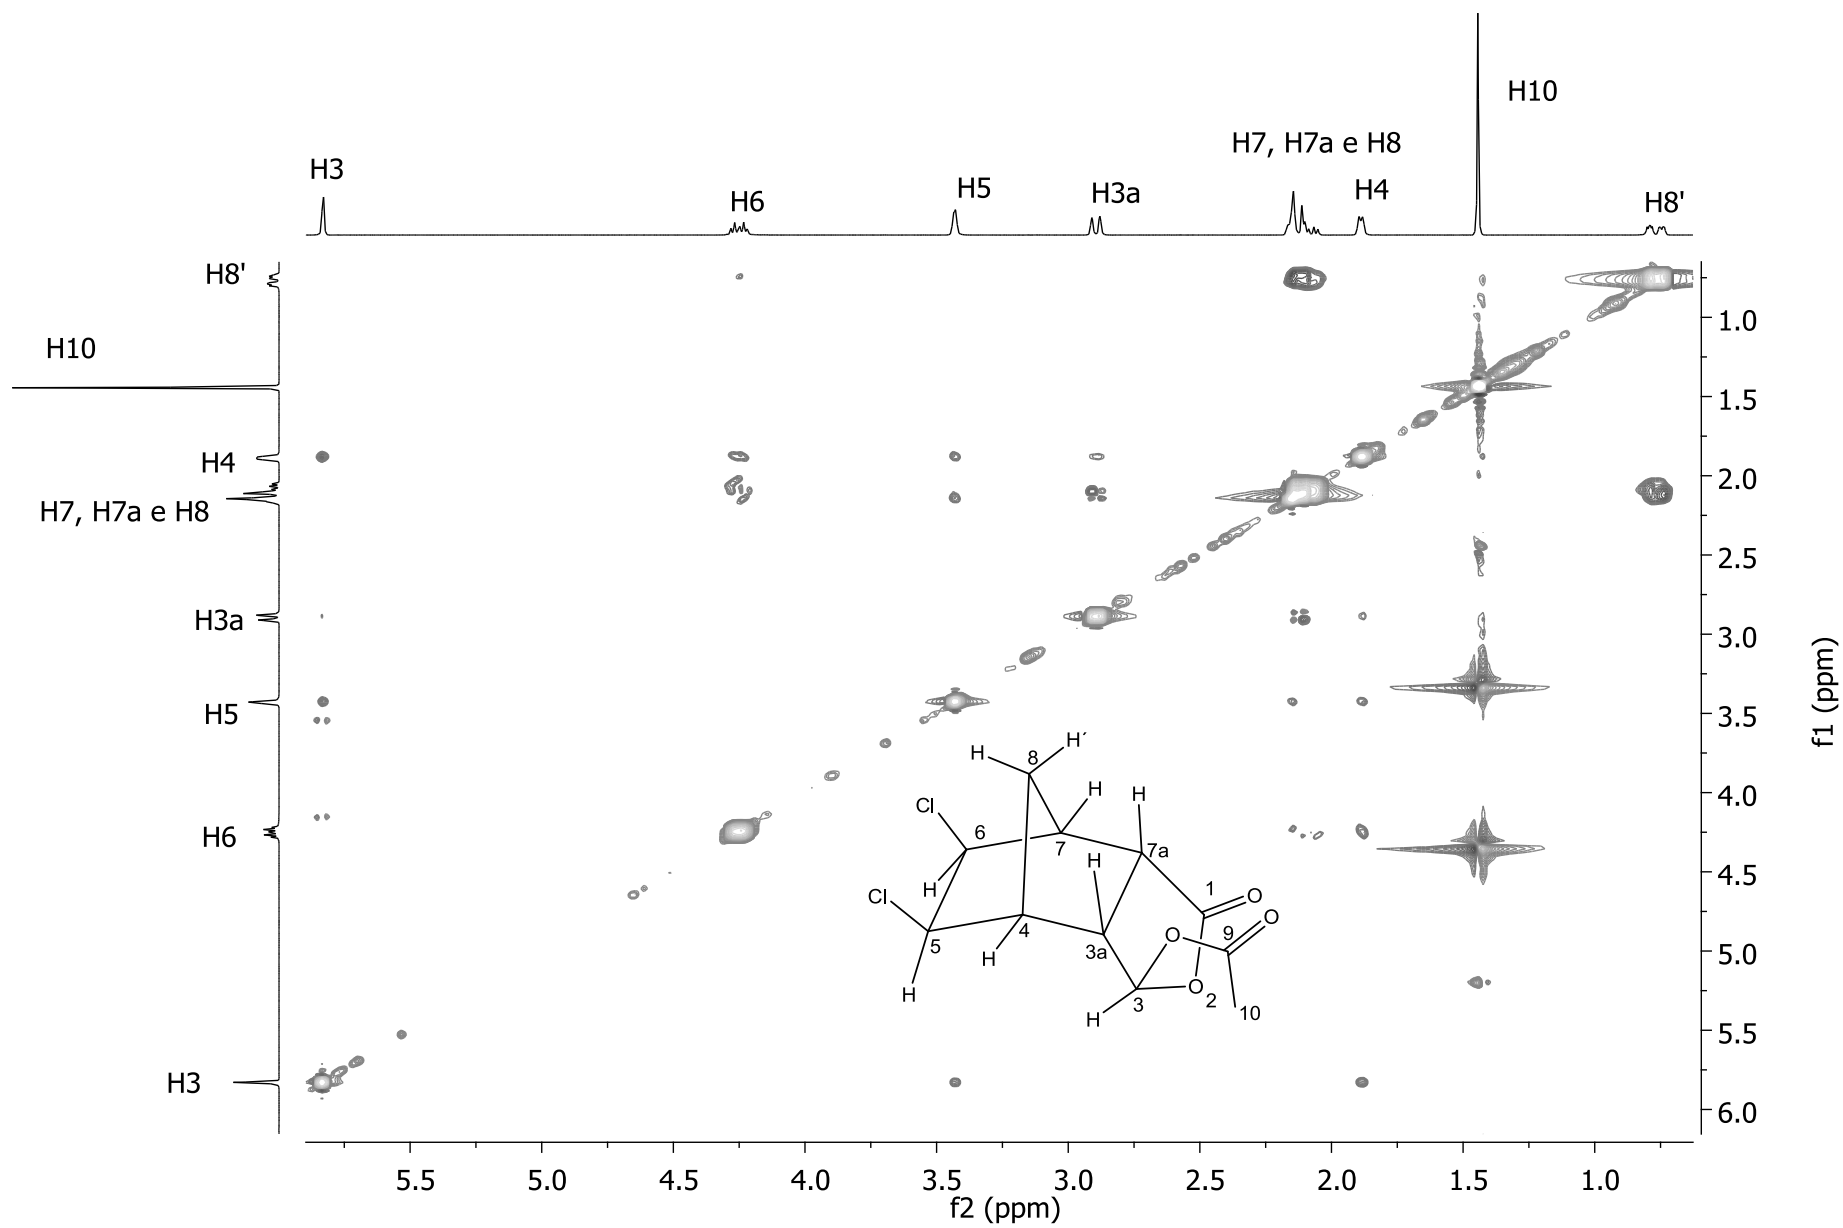 H10
H7, H7a e H8
H3
H6
H5
H3a
H4
H8'
H8'
H10
H4
H7, H7a e H8
H3a
H5
H6
H3
1.0
1.5
2.0
2.5
3.0
3.5
4.0
4.5
5.0
5.5
6.0
f1 (ppm)
H 8 H´
Cl H H
6 7 7a
H H 1 O
Cl O
5 4 3a O 9
H H
3 O 2 10
H
5.5 5.0 4.5 4.0 3.5 3.0 2.5 2.0 1.5 1.0
f2 (ppm)